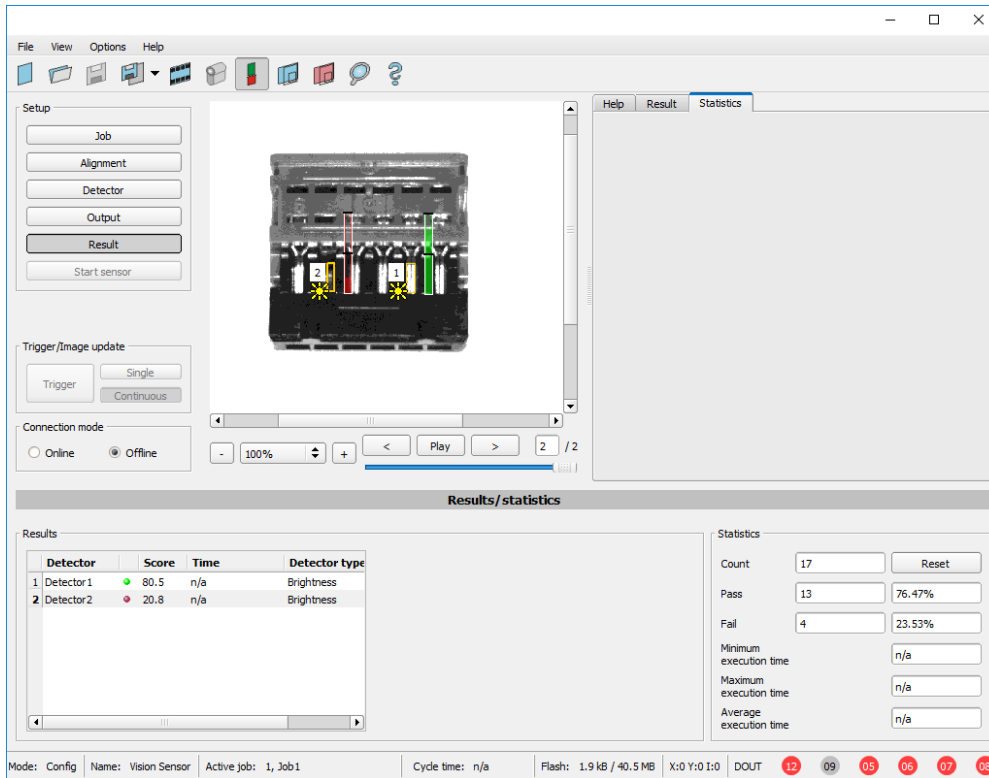 File View Options Help
Setup
Job
Alignment
Detector
Output
Result
Start sensor
Trigger/Image update
Trigger
Single
Continuous
Connection mode
Online Offline
2 1
- 100% + < Play > 2 / 2
Help Result Statistics
Results/statistics
Results
Detector Score Time Detector type
1 Detector1 80.5 n/a Brightness
2 Detector2 20.8 n/a Brightness
Statistics
Count 17 Reset
Pass 13 76.47%
Fail 4 23.53%
Minimum
execution time n/a
Maximum
execution time n/a
Average
execution time n/a
Mode: Config Name: Vision Sensor Active job: 1, Job1 Cycle time: n/a Flash: 1.9 kB / 40.5 MB X:0 Y:0 I:0 DOUT 12 09 05 06 07 08